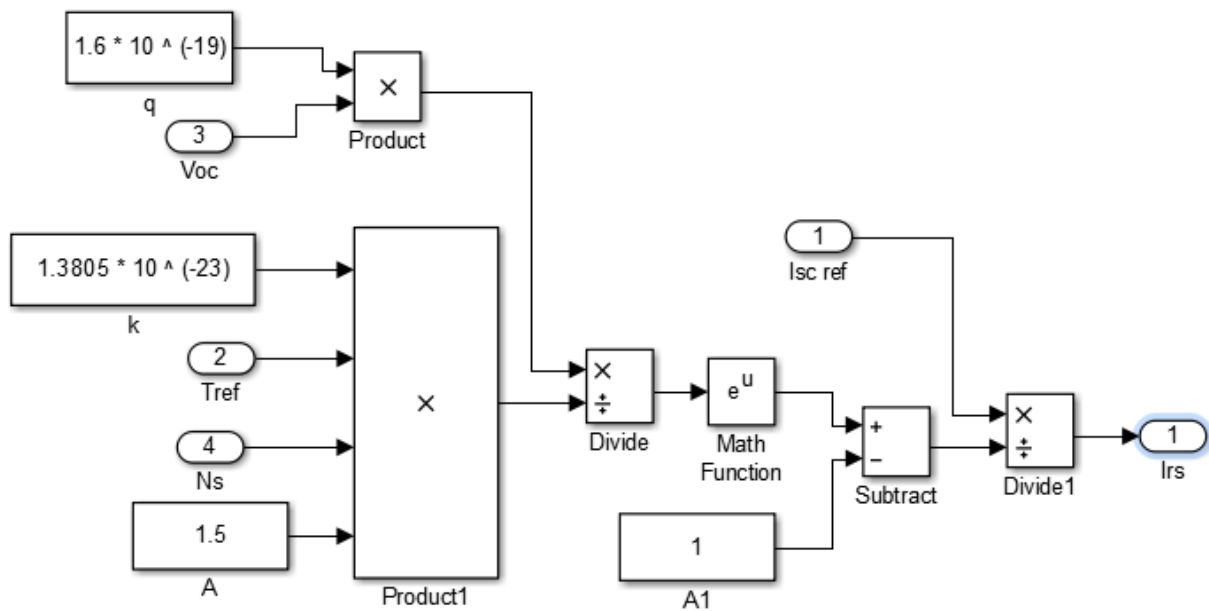 1.6 * 10 ^ (-19)
q
3
Voc
×
Product
1.3805 * 10 ^ (-23)
k
2
Tref
4
Ns
1.5
A
×
Product1
×
÷
Divide
e^u
Math
Function
1
Isc ref
1
A1
+
−
Subtract
×
÷
Divide1
1
Irs